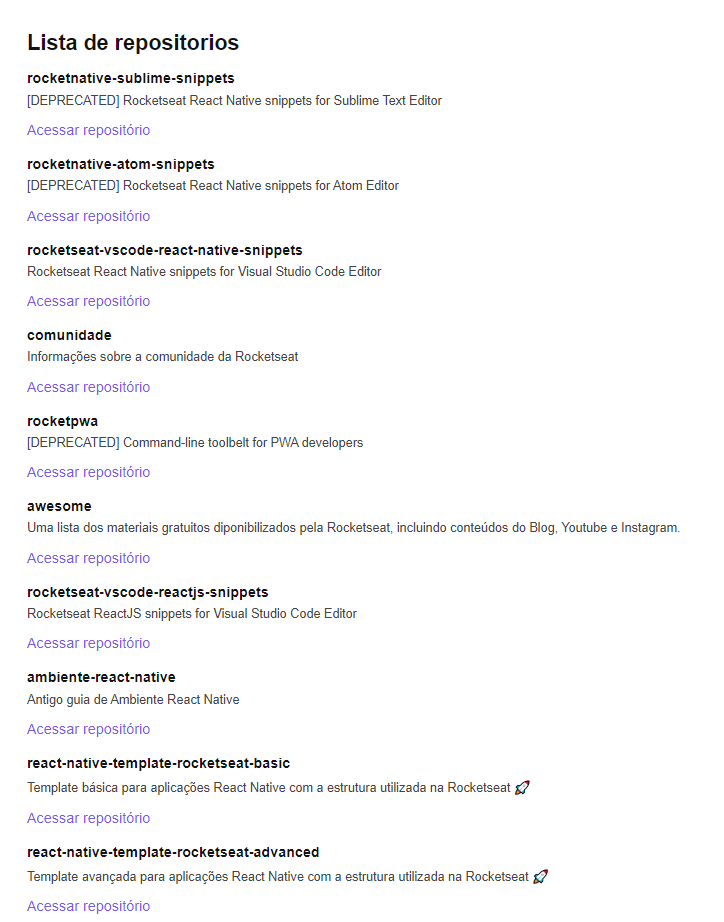 Lista de repositorios
rocketnative-sublime-snippets
[DEPRECATED] Rocketseat React Native snippets for Sublime Text Editor
Acessar repositório
rocketnative-atom-snippets
[DEPRECATED] Rocketseat React Native snippets for Atom Editor
Acessar repositório
rocketseat-vscode-react-native-snippets
Rocketseat React Native snippets for Visual Studio Code Editor
Acessar repositório
comunidade
Informações sobre a comunidade da Rocketseat
Acessar repositório
rocketpwa
[DEPRECATED] Command-line toolbelt for PWA developers
Acessar repositório
awesome
Uma lista dos materiais gratuitos diponibilizados pela Rocketseat, incluindo conteúdos do Blog, Youtube e Instagram.
Acessar repositório
rocketseat-vscode-reactjs-snippets
Rocketseat ReactJS snippets for Visual Studio Code Editor
Acessar repositório
ambiente-react-native
Antigo guia de Ambiente React Native
Acessar repositório
react-native-template-rocketseat-basic
Template básica para aplicações React Native com a estrutura utilizada na Rocketseat 🚀
Acessar repositório
react-native-template-rocketseat-advanced
Template avançada para aplicações React Native com a estrutura utilizada na Rocketseat 🚀
Acessar repositório